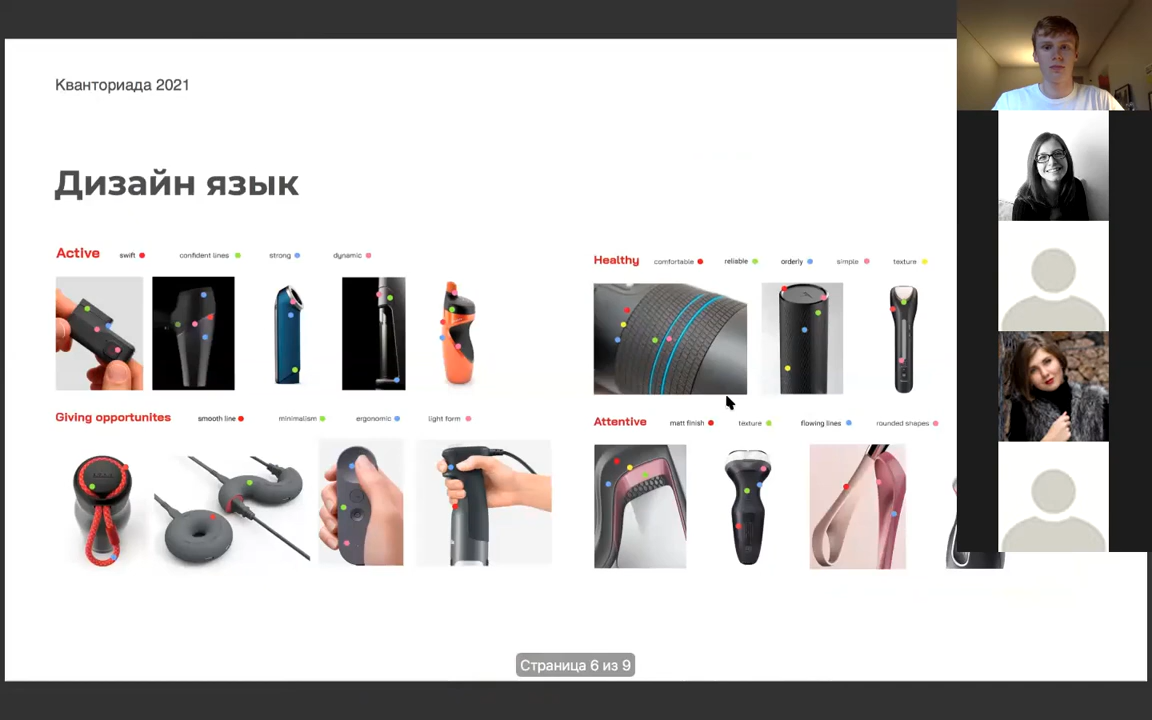 Кванториада 2021
Дизайн язык
Active swift confident lines strong dynamic
Healthy comfortable reliable orderly simple texture
Giving opportunites smooth line minimalism ergonomic light form
Attentive matt finish texture flowing lines rounded shapes
Страница 6 из 9